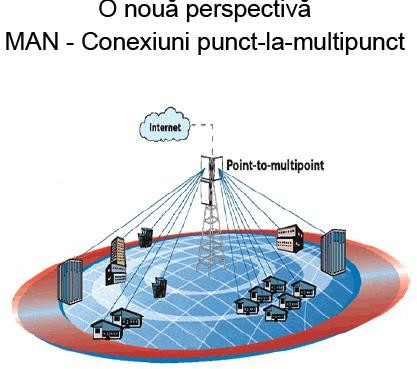 O nouă perspectivă
MAN - Conexiuni punct-la-multipunct
Internet
Point-to-multipoint